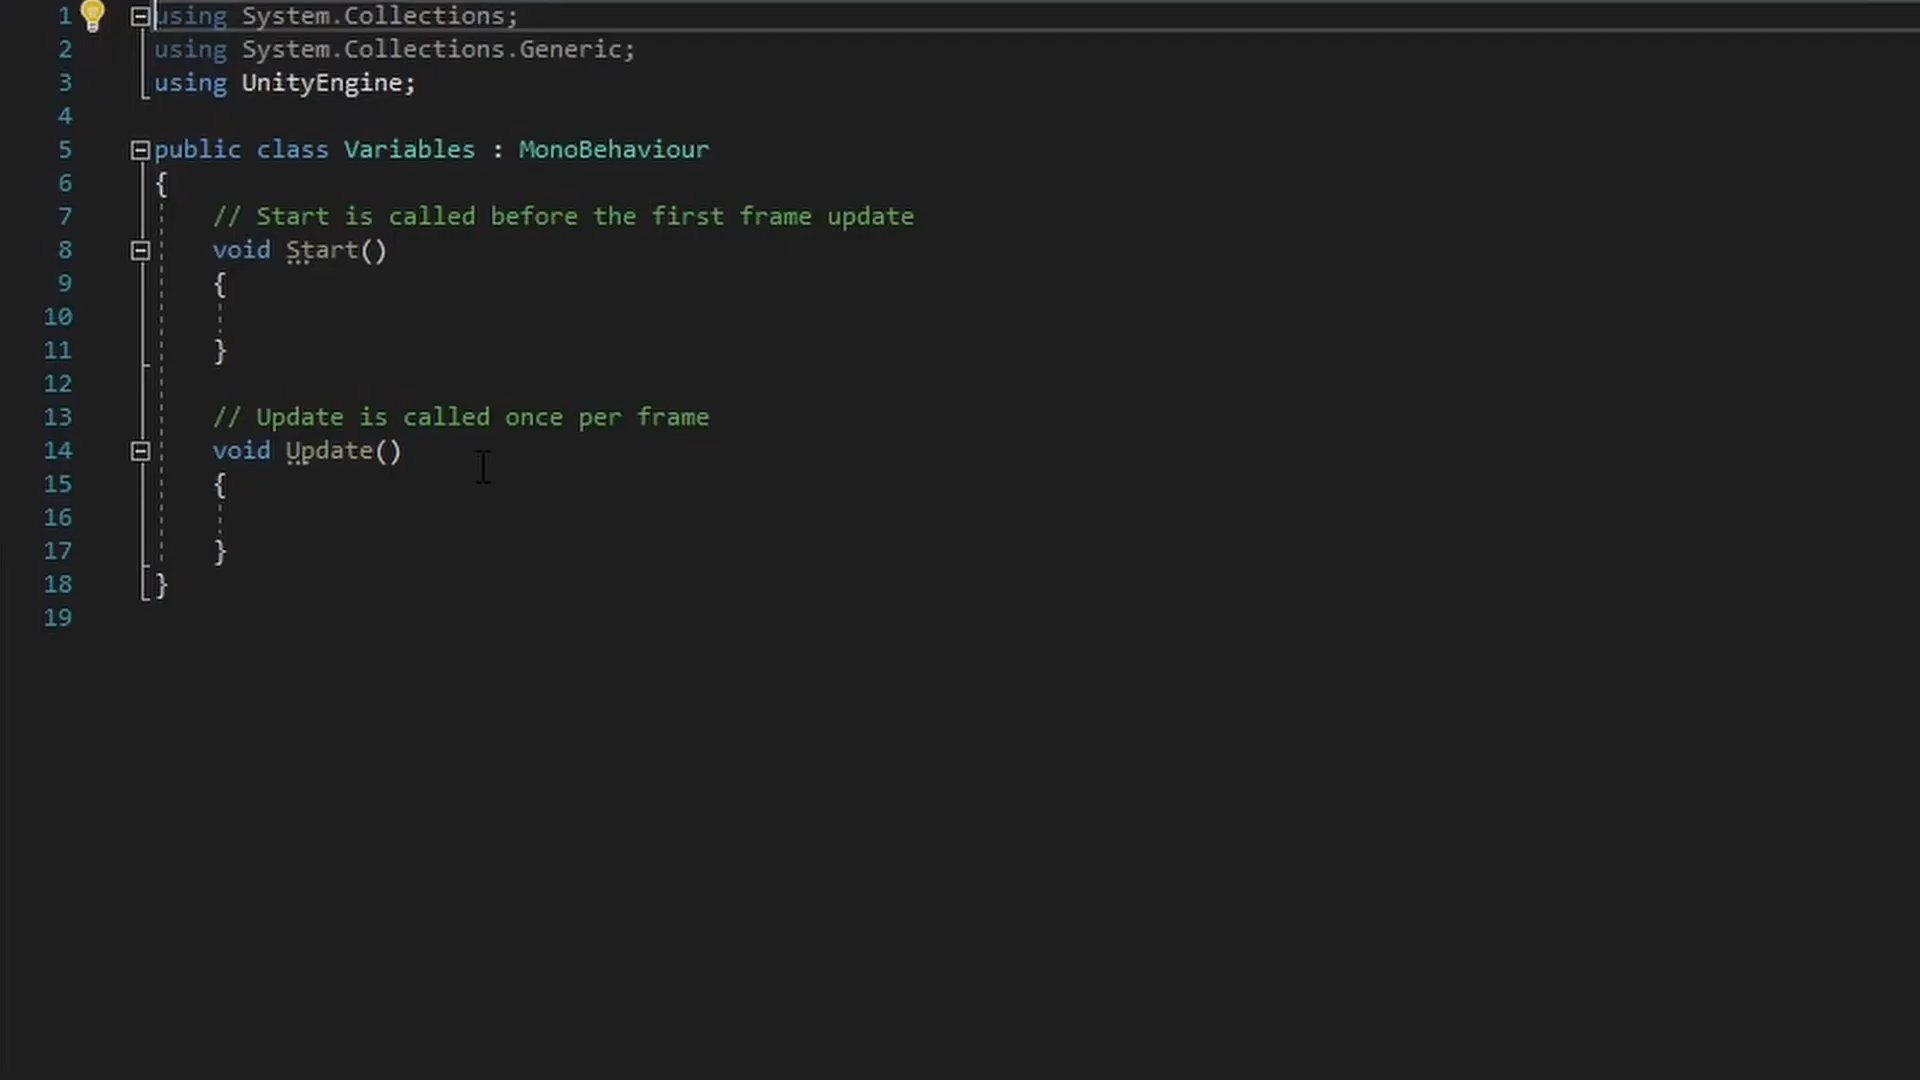 1 using System.Collections;
2 using System.Collections.Generic;
3 using UnityEngine;
4
5 public class Variables : MonoBehaviour
6 {
7 // Start is called before the first frame update
8 void Start()
9 {
10
11 }
12
13 // Update is called once per frame
14 void Update()
15 {
16
17 }
18 }
19